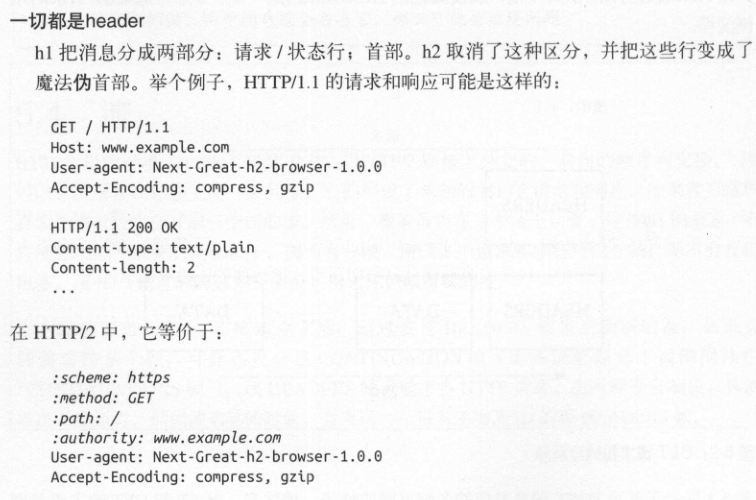 一切都是header
h1 把消息分成两部分：请求 / 状态行；首部。h2 取消了这种区分，并把这些行变成了
魔法伪首部。举个例子，HTTP/1.1 的请求和响应可能是这样的：
GET / HTTP/1.1
Host: www.example.com
User-agent: Next-Great-h2-browser-1.0.0
Accept-Encoding: compress, gzip
HTTP/1.1 200 OK
Content-type: text/plain
Content-length: 2
...
在 HTTP/2 中，它等价于：
:scheme: https
:method: GET
:path: /
:authority: www.example.com
User-agent: Next-Great-h2-browser-1.0.0
Accept-Encoding: compress, gzip